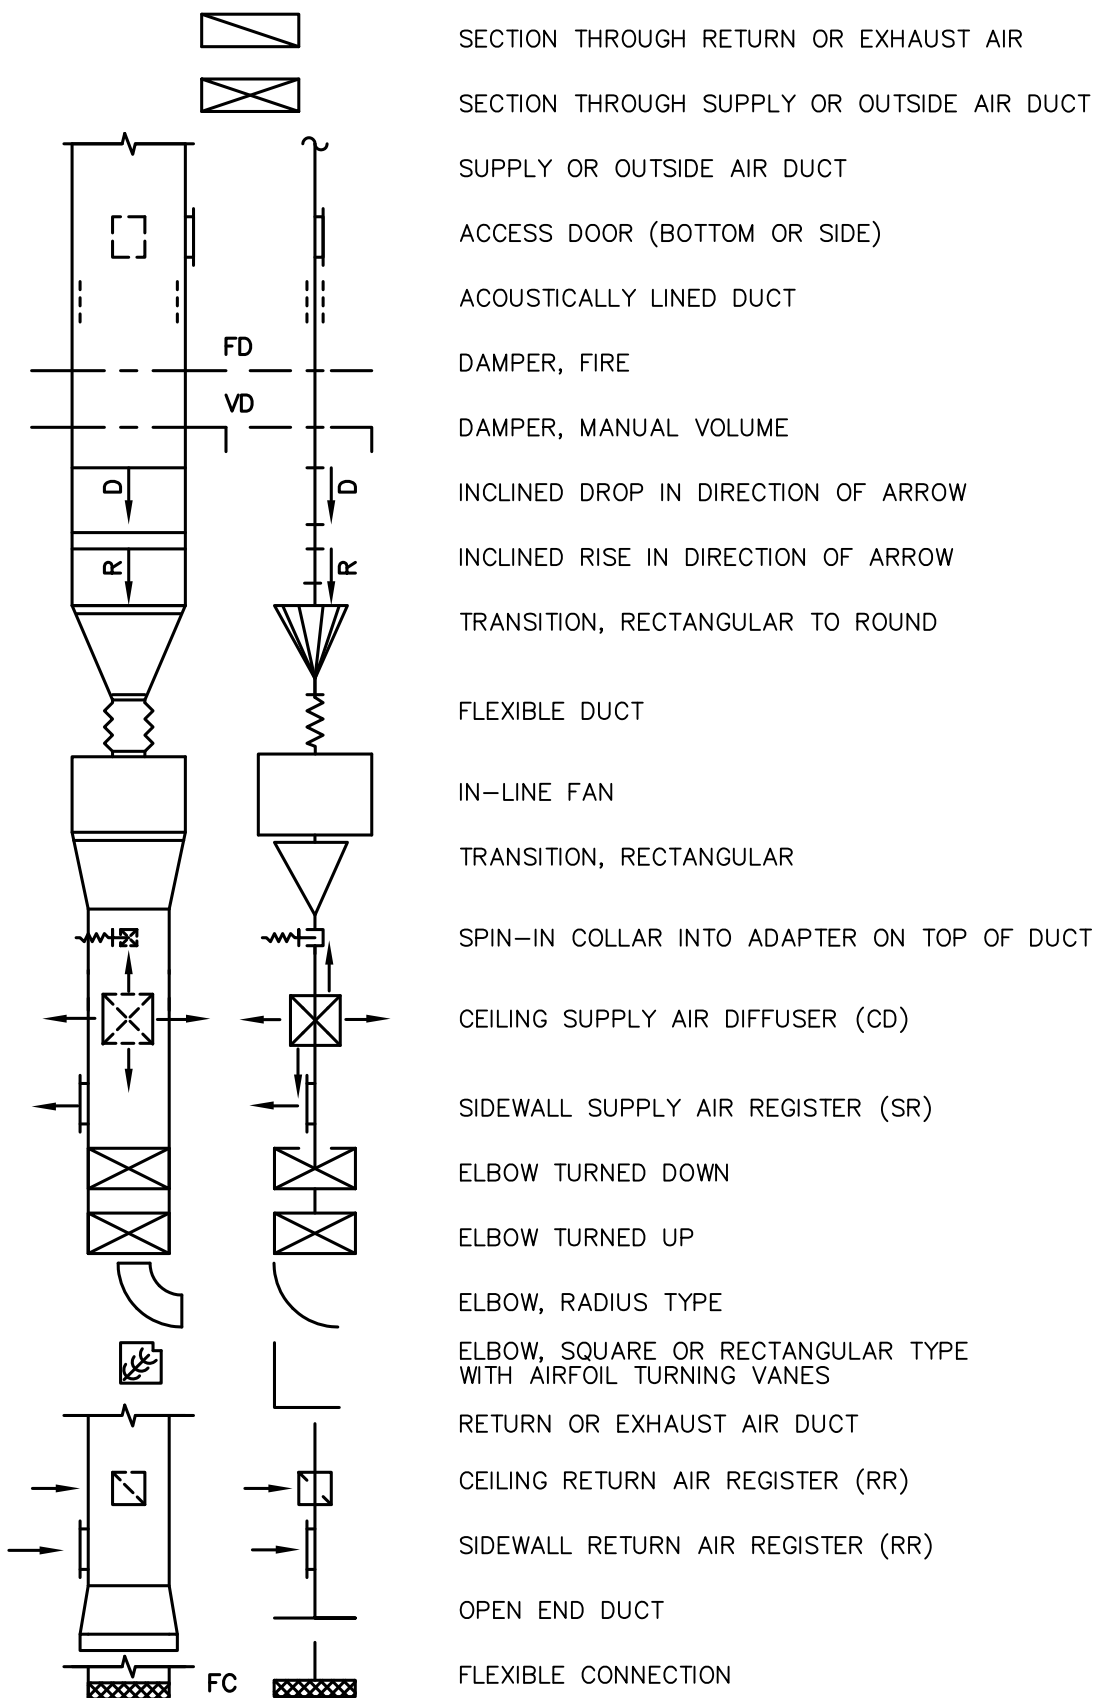 SECTION THROUGH RETURN OR EXHAUST AIR
SECTION THROUGH SUPPLY OR OUTSIDE AIR DUCT
SUPPLY OR OUTSIDE AIR DUCT
ACCESS DOOR (BOTTOM OR SIDE)
ACOUSTICALLY LINED DUCT
FD
DAMPER, FIRE
VD
DAMPER, MANUAL VOLUME
D D INCLINED DROP IN DIRECTION OF ARROW
R R INCLINED RISE IN DIRECTION OF ARROW
TRANSITION, RECTANGULAR TO ROUND
FLEXIBLE DUCT
IN-LINE FAN
TRANSITION, RECTANGULAR
SPIN-IN COLLAR INTO ADAPTER ON TOP OF DUCT
CEILING SUPPLY AIR DIFFUSER (CD)
SIDEWALL SUPPLY AIR REGISTER (SR)
ELBOW TURNED DOWN
ELBOW TURNED UP
ELBOW, RADIUS TYPE
ELBOW, SQUARE OR RECTANGULAR TYPE
WITH AIRFOIL TURNING VANES
RETURN OR EXHAUST AIR DUCT
CEILING RETURN AIR REGISTER (RR)
SIDEWALL RETURN AIR REGISTER (RR)
OPEN END DUCT
FC FLEXIBLE CONNECTION